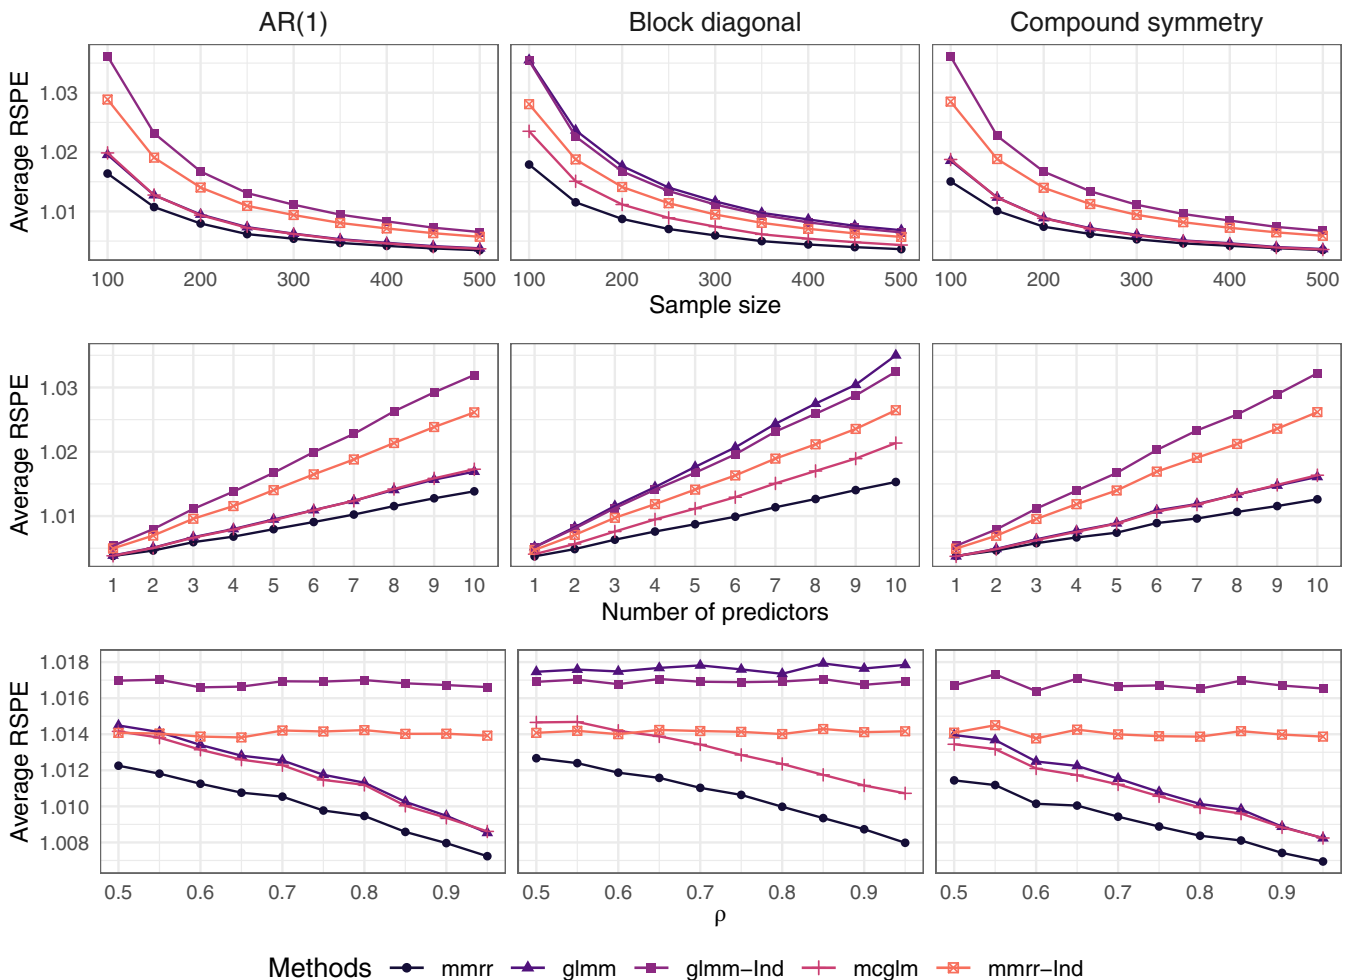 AR(1) Block diagonal Compound symmetry
Average RSPE
1.03
1.02
1.01
100 200 300 400 500 100 200 300 400 500 100 200 300 400 500
Sample size
Average RSPE
1.03
1.02
1.01
1 2 3 4 5 6 7 8 9 10 1 2 3 4 5 6 7 8 9 10 1 2 3 4 5 6 7 8 9 10
Number of predictors
Average RSPE
1.018
1.016
1.014
1.012
1.010
1.008
0.5 0.6 0.7 0.8 0.9 0.5 0.6 0.7 0.8 0.9 0.5 0.6 0.7 0.8 0.9
ρ
Methods mmrr glmm glmm-Ind mcglm mmrr-Ind